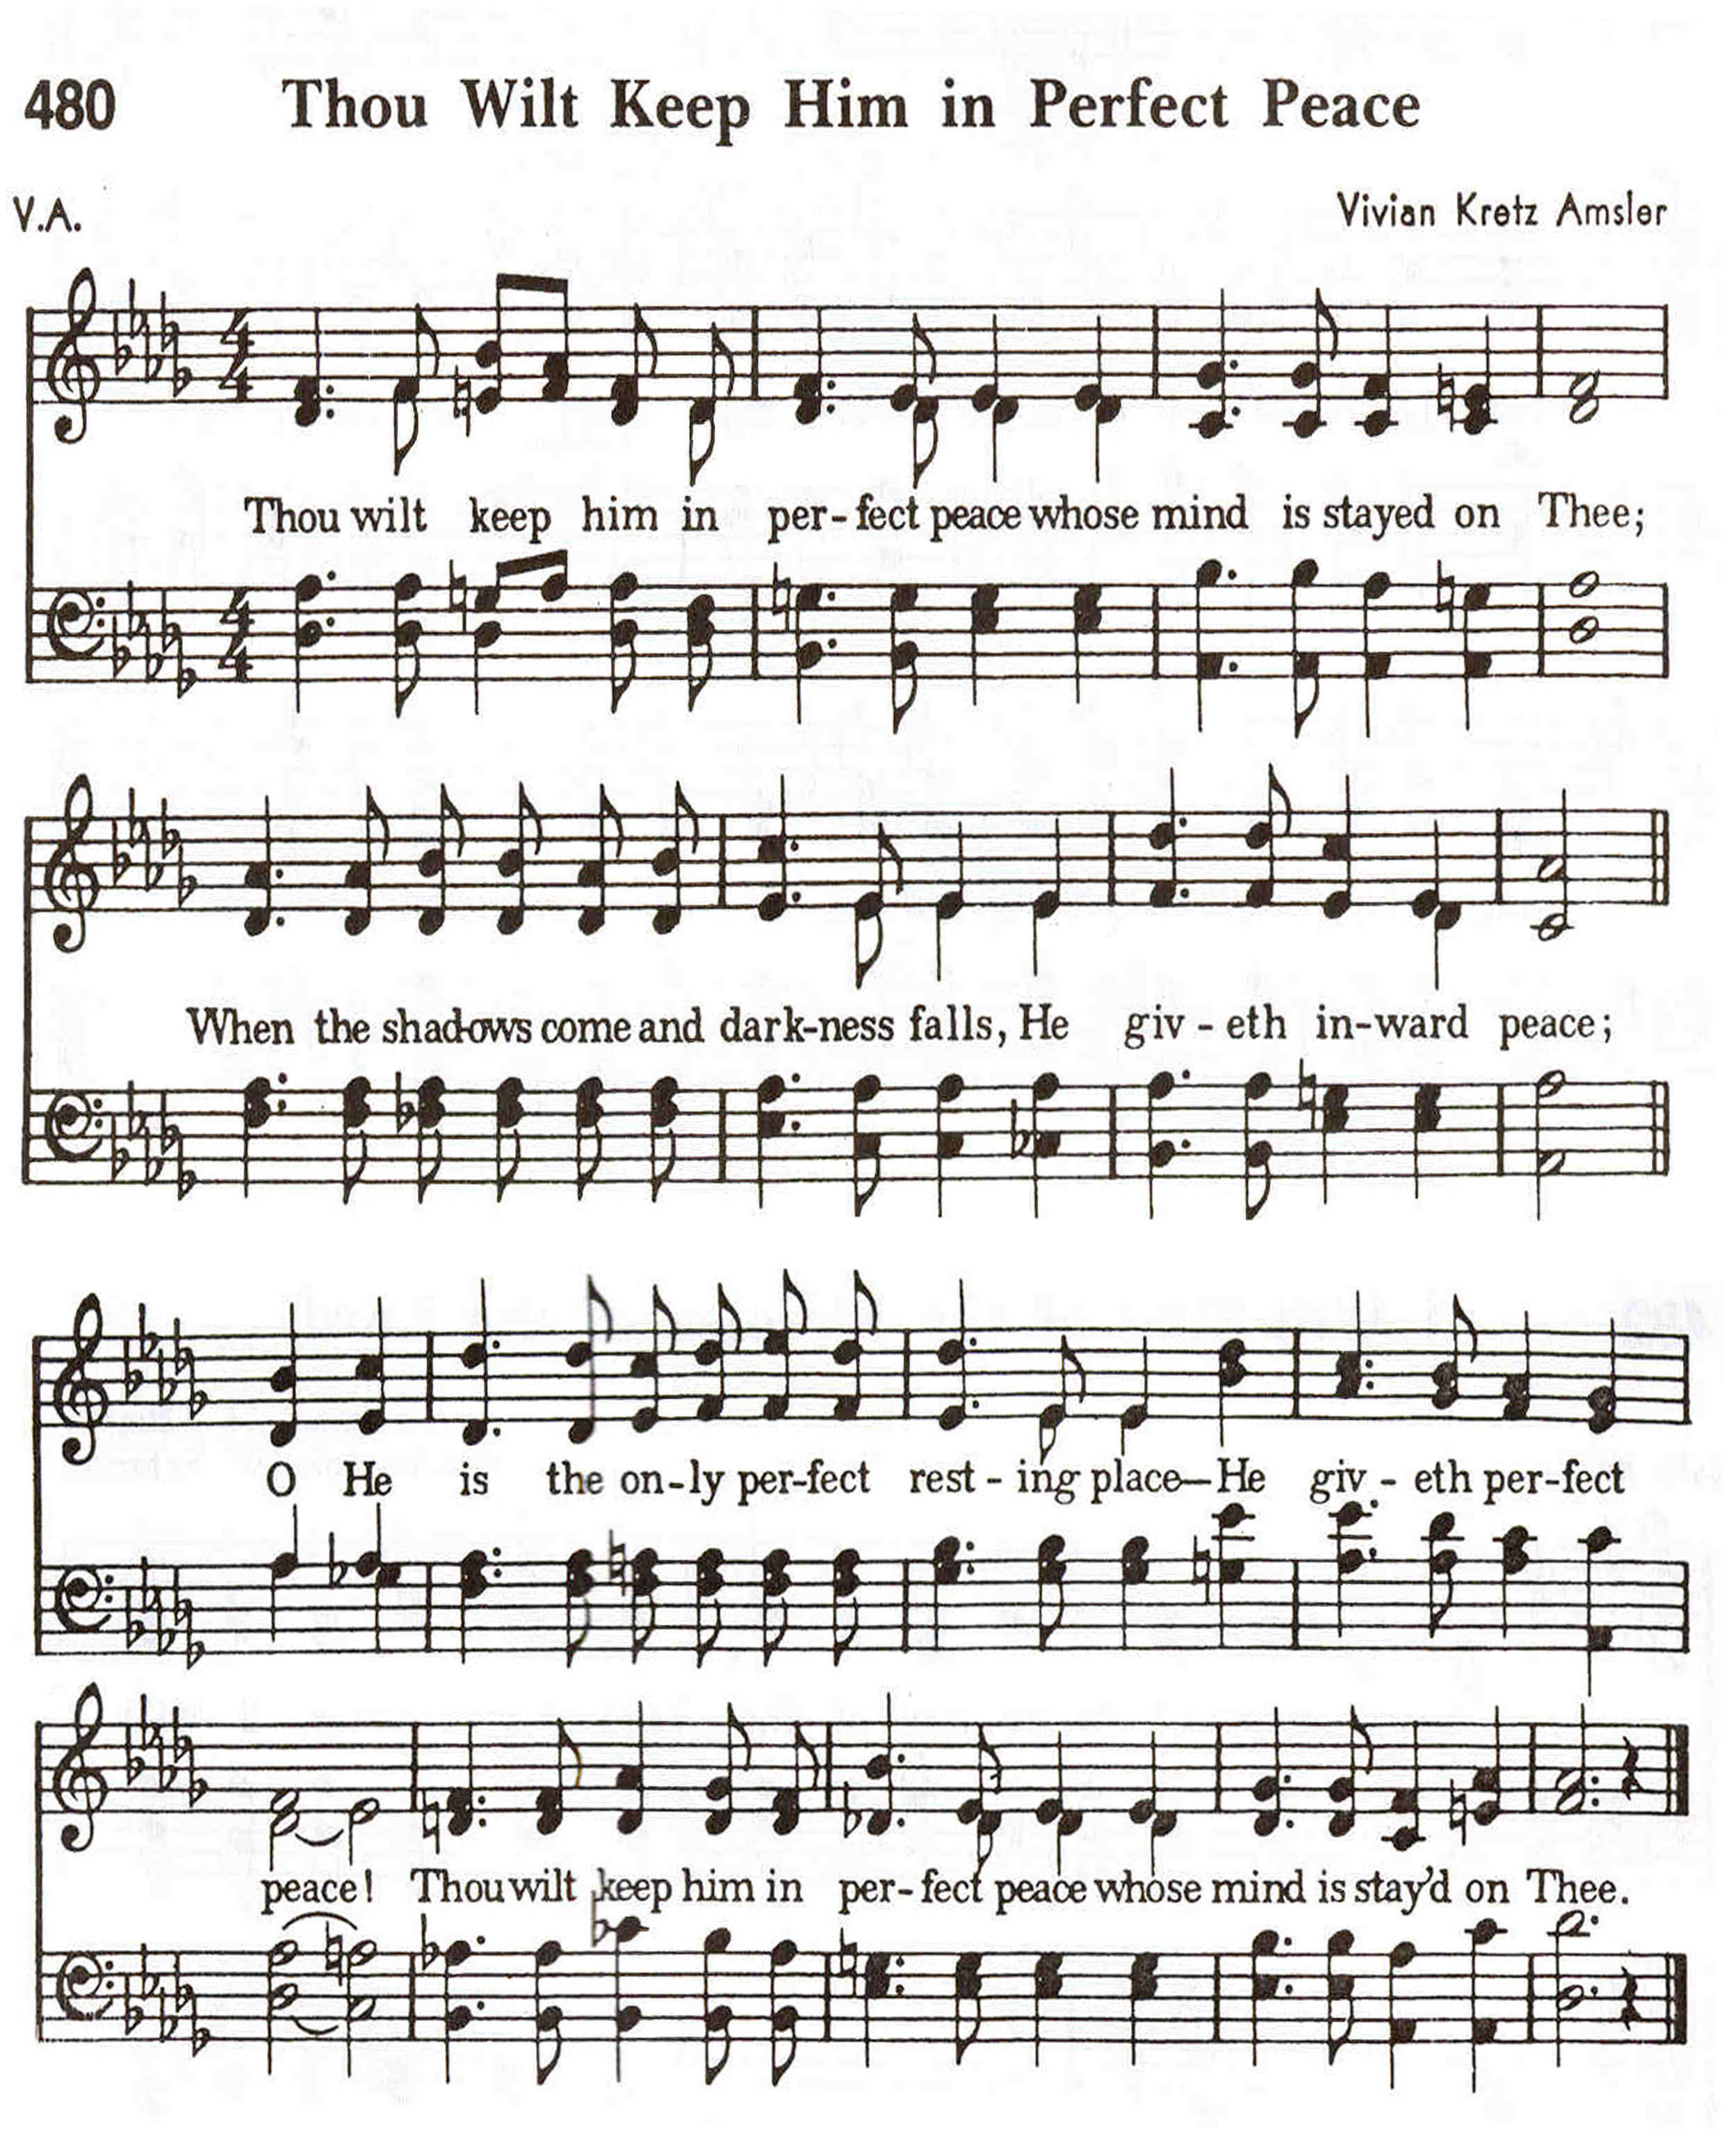 480 Thou Wilt Keep Him in Perfect Peace
V.A. Vivian Kretz Amsler
Thou wilt keep him in per-fect peace whose mind is stayed on Thee;
When the shad-ows come and dark-ness falls, He giv-eth in-ward peace;
O He is the on-ly per-fect rest-ing place—He giv-eth per-fect
peace! Thou wilt keep him in per-fect peace whose mind is stay'd on Thee.